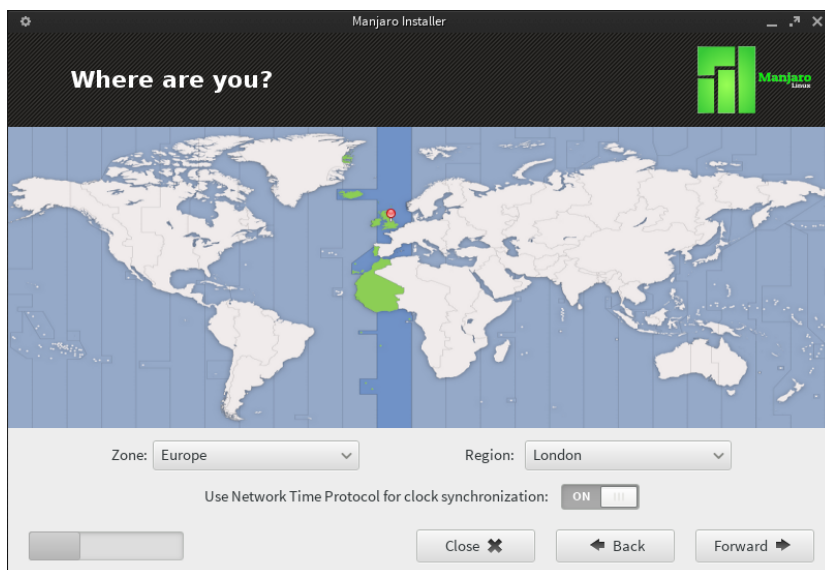 Manjaro Installer
Where are you?
Manjaro
Linux
Zone: Europe Region: London
Use Network Time Protocol for clock synchronization: ON
Close Back Forward